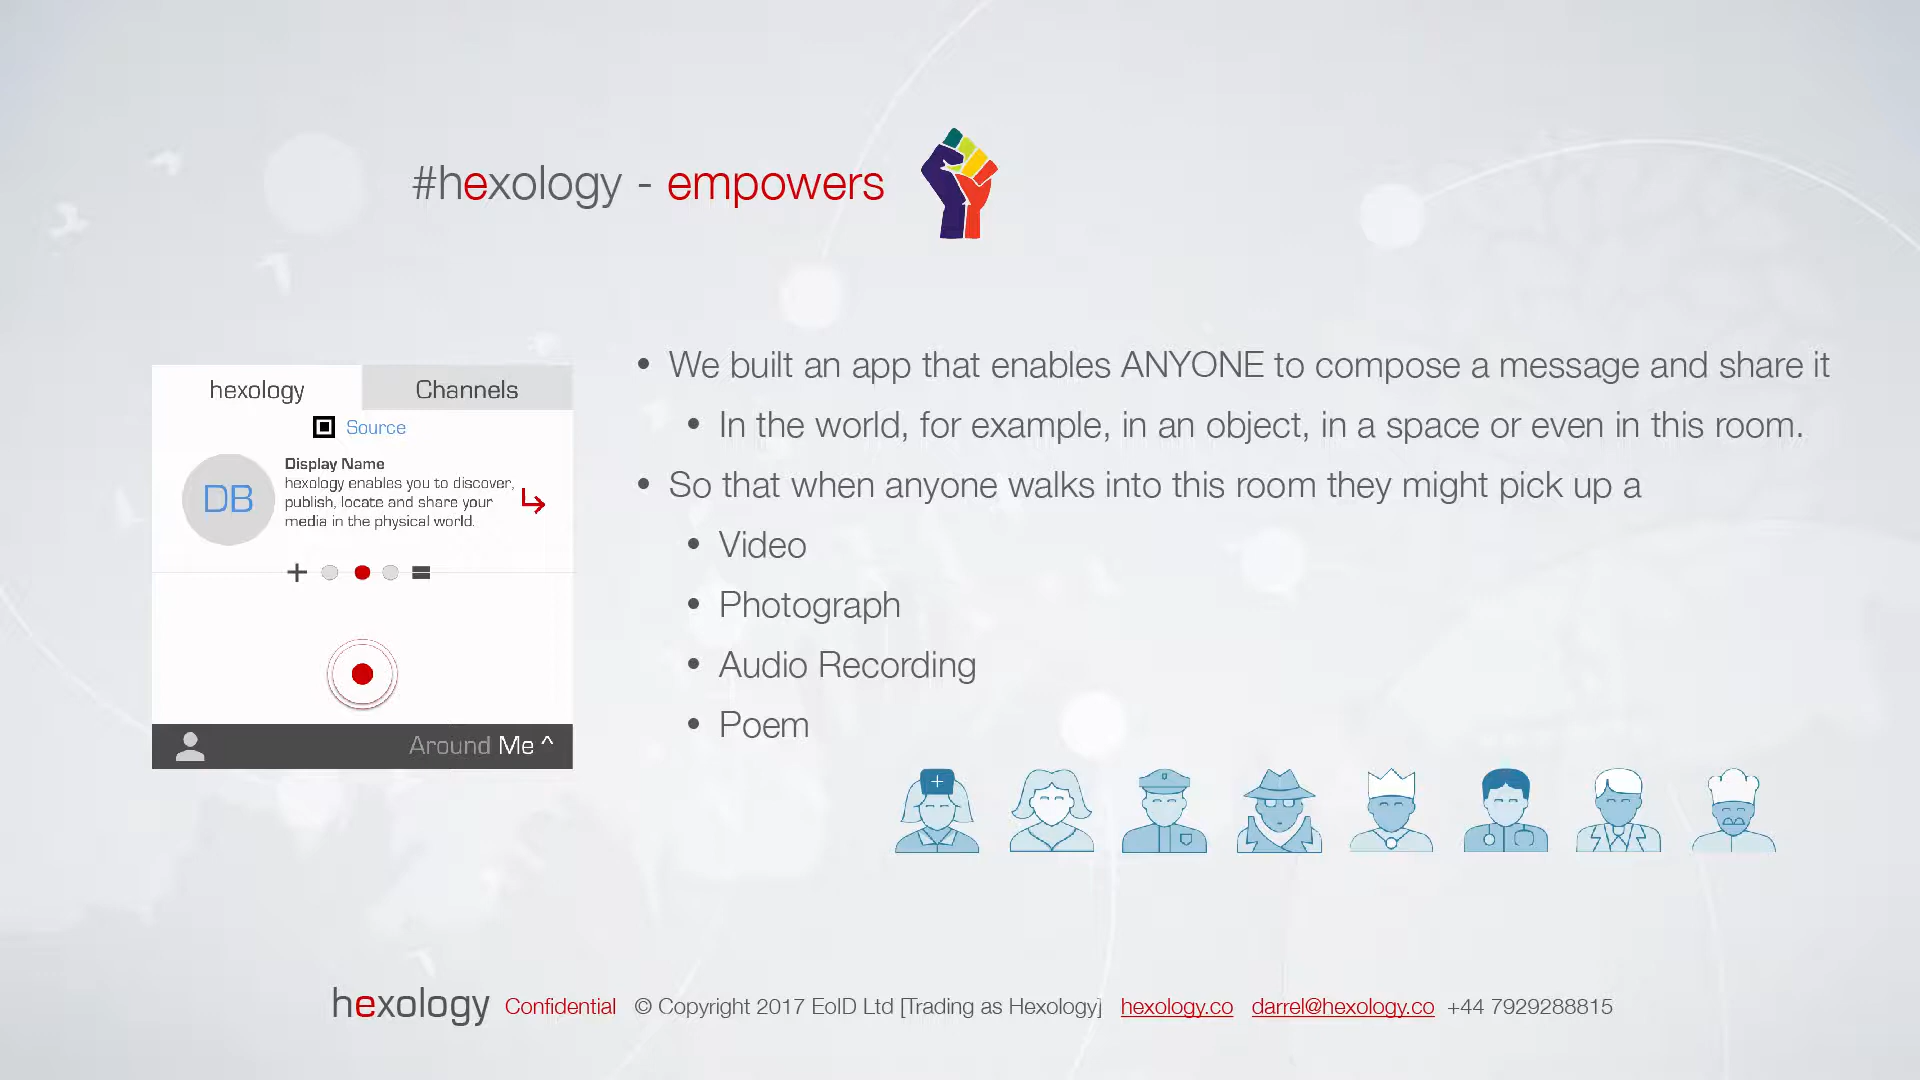 #hexology - empowers
hexology
Channels
Source
DB
Display Name
hexology enables you to discover,
publish, locate and share your
media in the physical world.
Around Me ^
• We built an app that enables ANYONE to compose a message and share it
• In the world, for example, in an object, in a space or even in this room.
• So that when anyone walks into this room they might pick up a
• Video
• Photograph
• Audio Recording
• Poem
hexology Confidential © Copyright 2017 EoID Ltd [Trading as Hexology] hexology.co darrel@hexology.co +44 7929288815